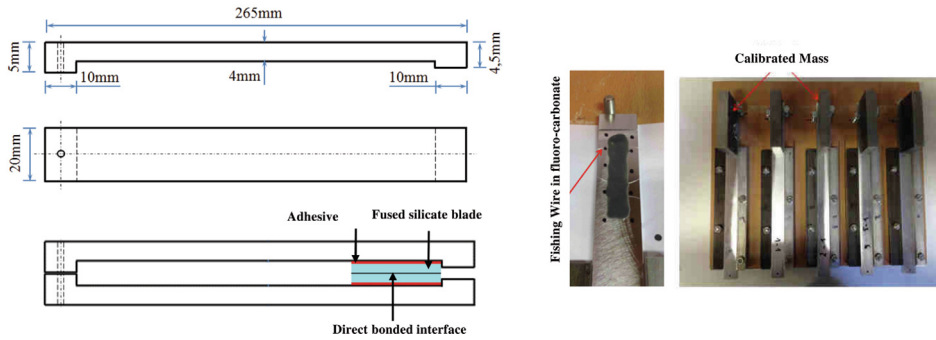 265mm
5mm
4,5mm
10mm
4mm
10mm
20mm
Adhesive
Fused silicate blade
Direct bonded interface
Fishing Wire in fluoro-carbonate
Calibrated Mass